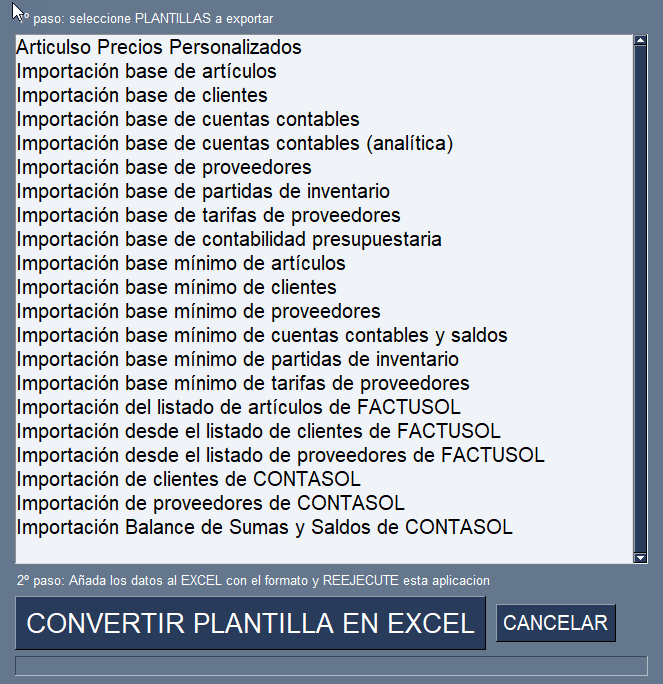 1º paso: seleccione PLANTILLAS a exportar
Articulso Precios Personalizados
Importación base de artículos
Importación base de clientes
Importación base de cuentas contables
Importación base de cuentas contables (analítica)
Importación base de proveedores
Importación base de partidas de inventario
Importación base de tarifas de proveedores
Importación base de contabilidad presupuestaria
Importación base mínimo de artículos
Importación base mínimo de clientes
Importación base mínimo de proveedores
Importación base mínimo de cuentas contables y saldos
Importación base mínimo de partidas de inventario
Importación base mínimo de tarifas de proveedores
Importación del listado de artículos de FACTUSOL
Importación desde el listado de clientes de FACTUSOL
Importación desde el listado de proveedores de FACTUSOL
Importación de clientes de CONTASOL
Importación de proveedores de CONTASOL
Importación Balance de Sumas y Saldos de CONTASOL
2º paso: Añada los datos al EXCEL con el formato y REEJECUTE esta aplicacion
CONVERTIR PLANTILLA EN EXCEL
CANCELAR